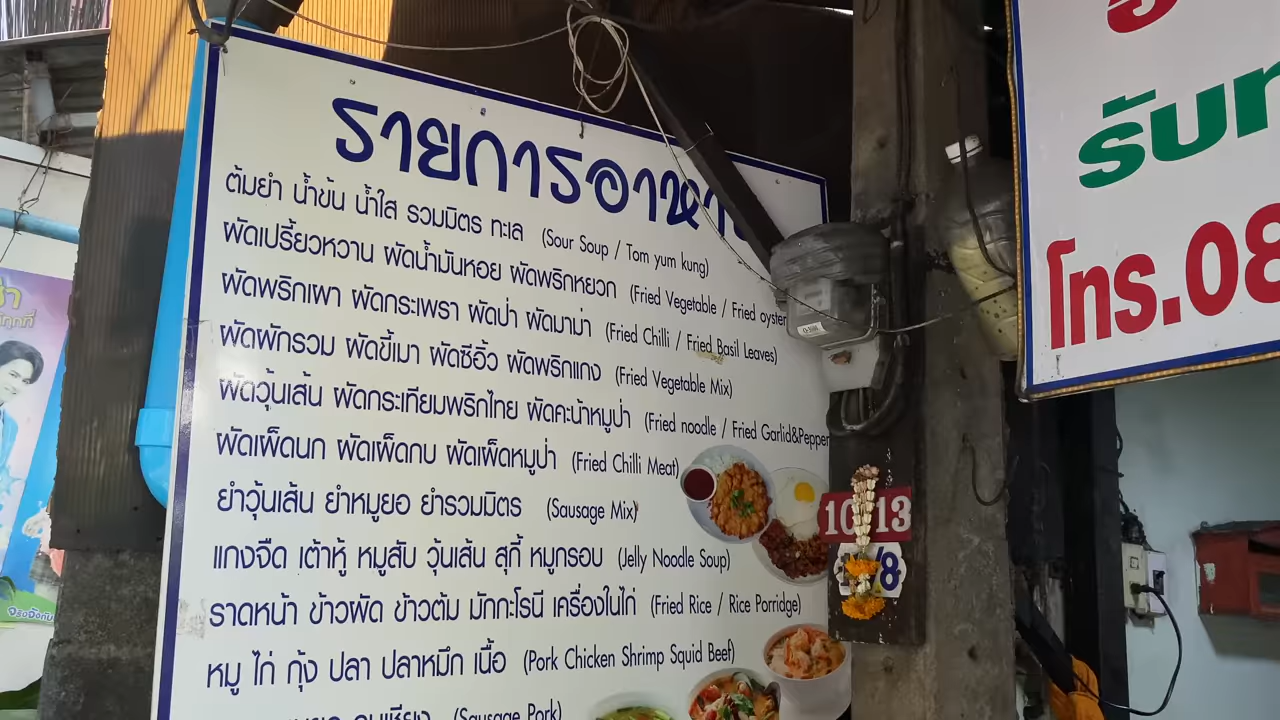 รายการอาหาร
ต้มยำ น้ำข้น น้ำใส รวมมิตร ทะเล (Sour Soup / Tom yum kung)
ผัดเปรี้ยวหวาน ผัดน้ำมันหอย ผัดพริกหยวก (Fried Vegetable / Fried oyster
ผัดพริกเผา ผัดกระเพรา ผัดป่า ผัดมาม่า (Fried Chilli / Fried Basil Leaves)
ผัดผักรวม ผัดขี้เมา ผัดซีอิ้ว ผัดพริกแกง (Fried Vegetable Mix)
ผัดวุ้นเส้น ผัดกระเทียมพริกไทย ผัดคะน้าหมูป่า (Fried noodle / Fried Garlid&Pepper
ผัดเผ็ดนก ผัดเผ็ดกบ ผัดเผ็ดหมูป่า (Fried Chilli Meat)
ยำวุ้นเส้น ยำหมูยอ ยำรวมมิตร (Sausage Mix)
แกงจืด เต้าหู้ หมูสับ วุ้นเส้น สุกี้ หมูกรอบ (Jelly Noodle Soup)
ราดหน้า ข้าวผัด ข้าวต้ม มักกะโรนี เครื่องในไก่ (Fried Rice / Rice Porridge)
หมู ไก่ กุ้ง ปลา ปลาหมึก เนื้อ (Pork Chicken Shrimp Squid Beef)
กุนเชียง (Sausage Pork)
โทร.08